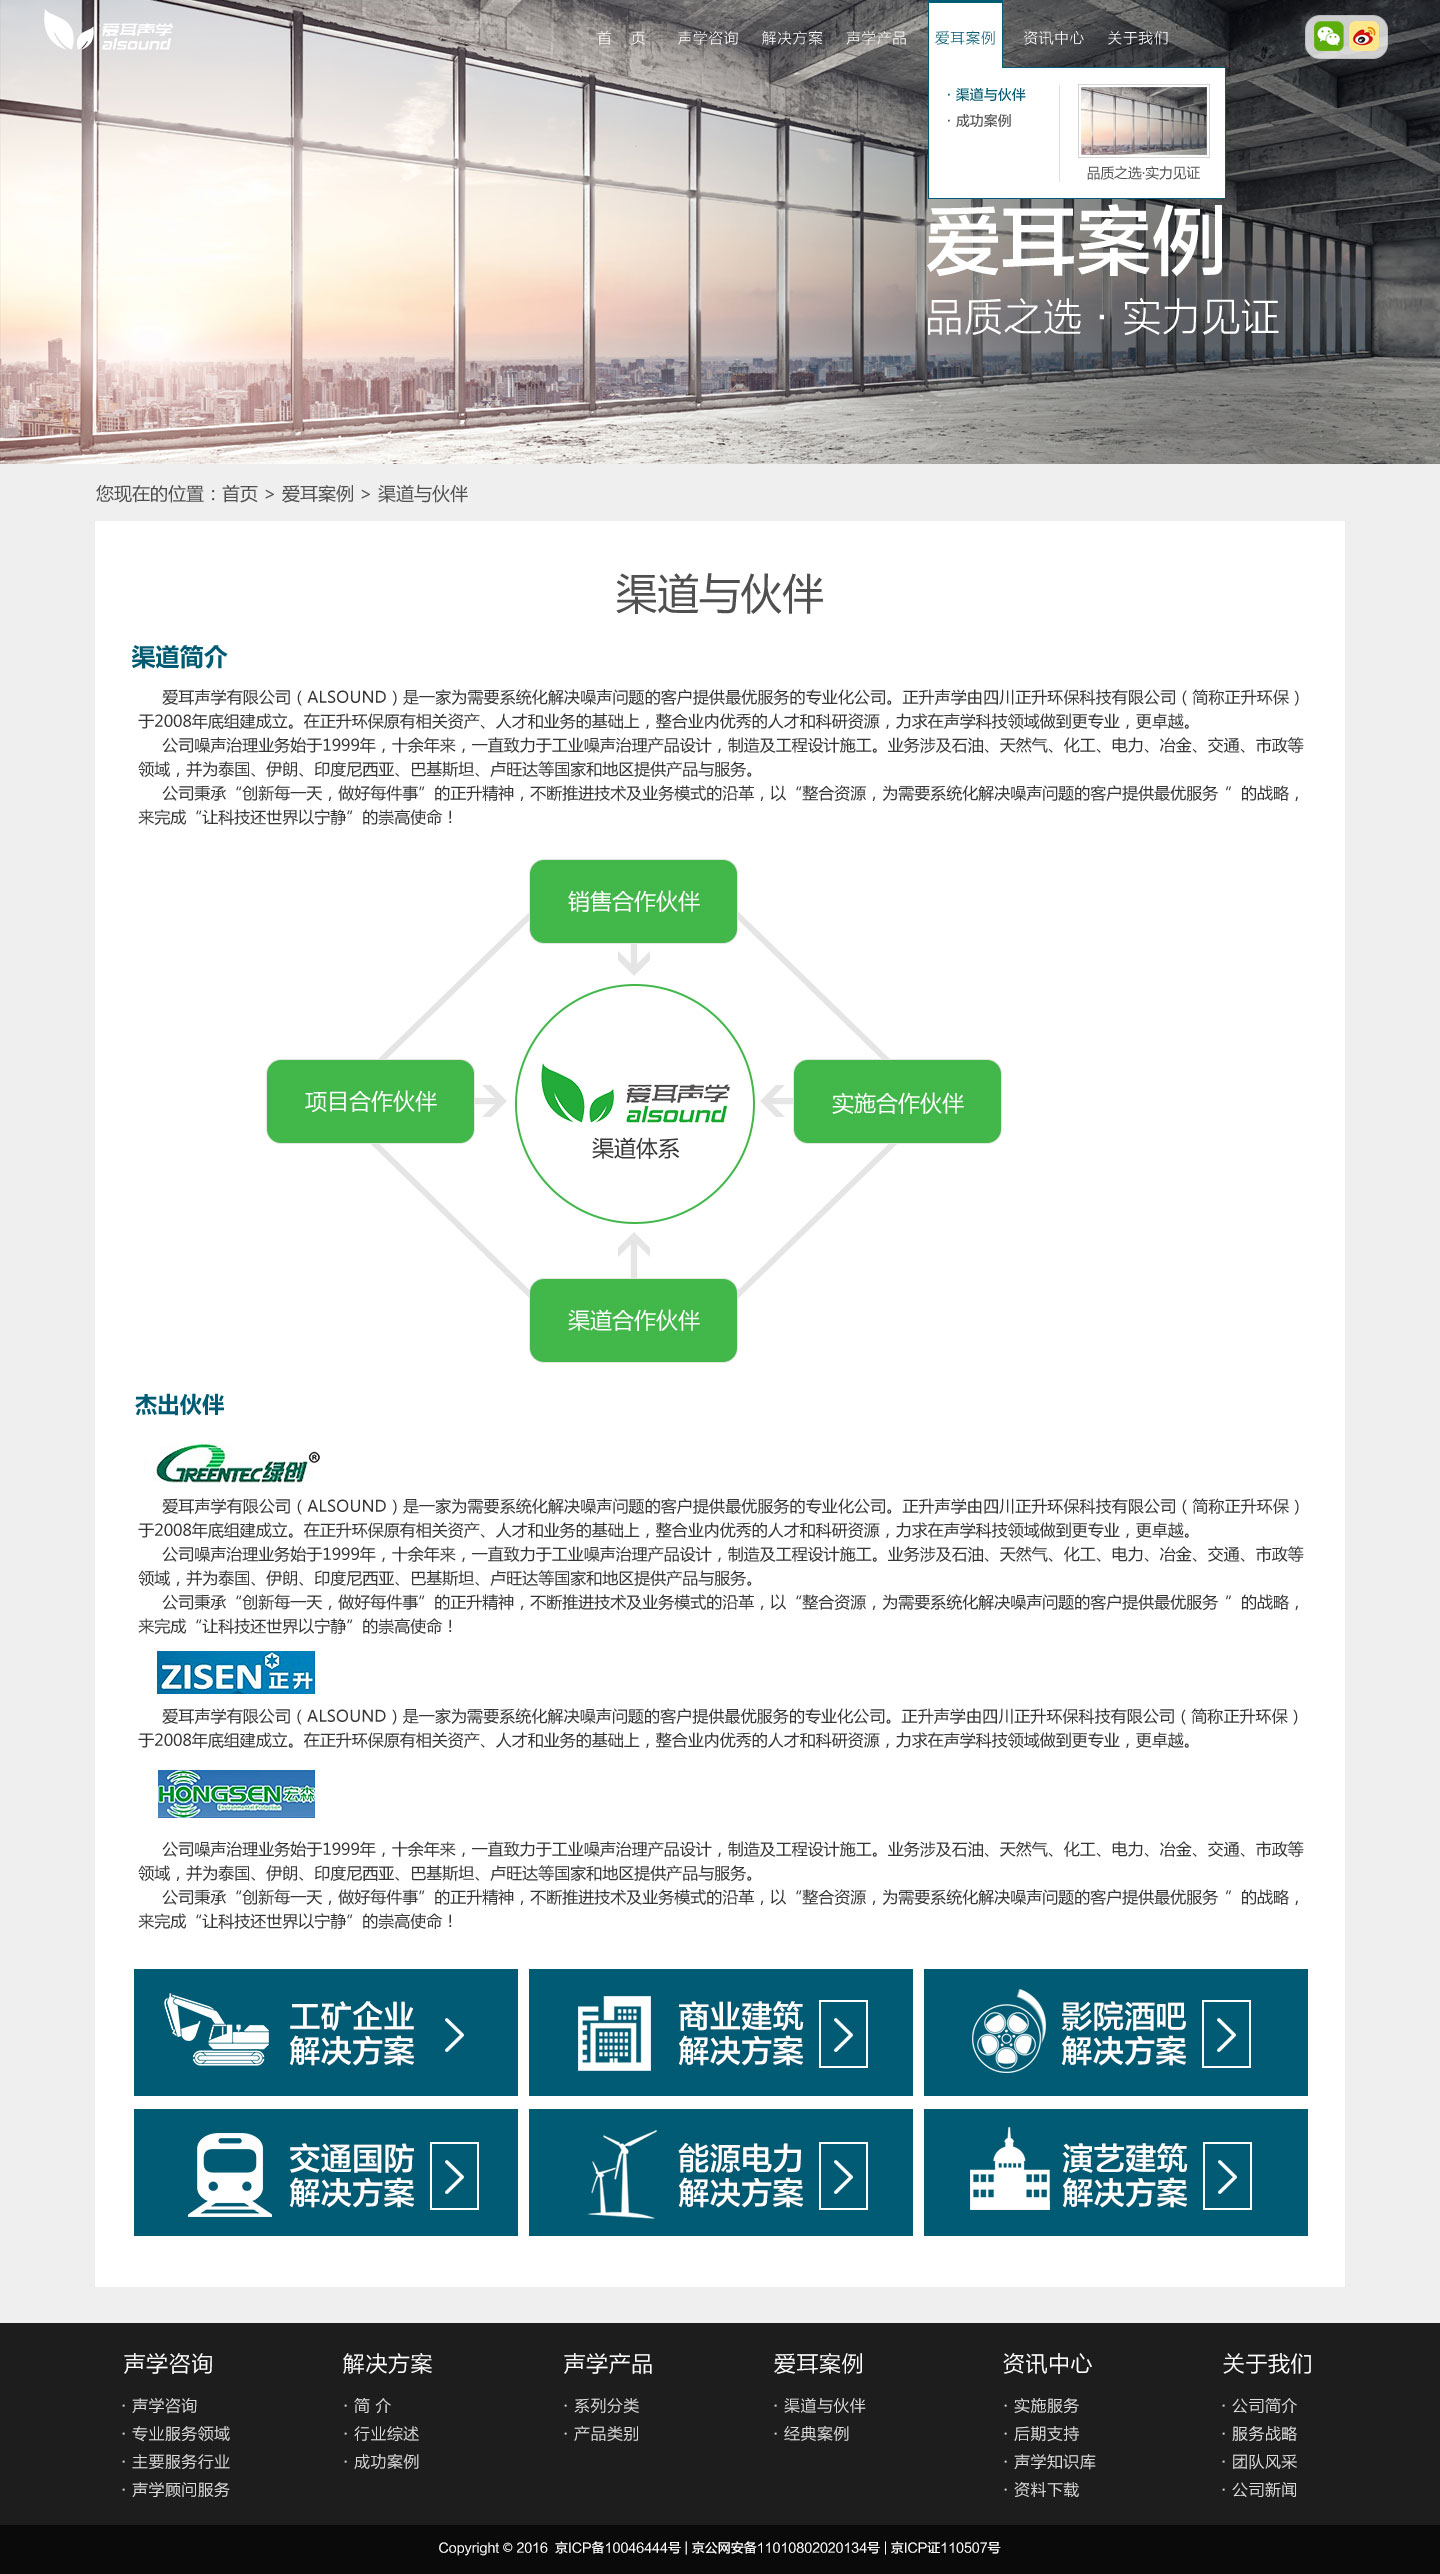 爱耳声学
alsound
首 页 声学咨询 解决方案 声学产品 爱耳案例 资讯中心 关于我们
· 渠道与伙伴
· 成功案例
品质之选·实力见证
爱耳案例
品质之选 · 实力见证
您现在的位置：首页 > 爱耳案例 > 渠道与伙伴
渠道与伙伴
渠道简介
爱耳声学有限公司（ALSOUND）是一家为需要系统化解决噪声问题的客户提供最优服务的专业化公司。正升声学由四川正升环保科技有限公司（简称正升环保）
于2008年底组建成立。在正升环保原有相关资产、人才和业务的基础上，整合业内优秀的人才和科研资源，力求在声学科技领域做到更专业，更卓越。
公司噪声治理业务始于1999年，十余年来，一直致力于工业噪声治理产品设计，制造及工程设计施工。业务涉及石油、天然气、化工、电力、冶金、交通、市政等
领域，并为泰国、伊朗、印度尼西亚、巴基斯坦、卢旺达等国家和地区提供产品与服务。
公司秉承“创新每一天，做好每件事”的正升精神，不断推进技术及业务模式的沿革，以“整合资源，为需要系统化解决噪声问题的客户提供最优服务 ”的战略，
来完成“让科技还世界以宁静”的崇高使命！
销售合作伙伴
项目合作伙伴
爱耳声学
alsound
渠道体系
实施合作伙伴
渠道合作伙伴
杰出伙伴
GREENTEC绿创®
爱耳声学有限公司（ALSOUND）是一家为需要系统化解决噪声问题的客户提供最优服务的专业化公司。正升声学由四川正升环保科技有限公司（简称正升环保）
于2008年底组建成立。在正升环保原有相关资产、人才和业务的基础上，整合业内优秀的人才和科研资源，力求在声学科技领域做到更专业，更卓越。
公司噪声治理业务始于1999年，十余年来，一直致力于工业噪声治理产品设计，制造及工程设计施工。业务涉及石油、天然气、化工、电力、冶金、交通、市政等
领域，并为泰国、伊朗、印度尼西亚、巴基斯坦、卢旺达等国家和地区提供产品与服务。
公司秉承“创新每一天，做好每件事”的正升精神，不断推进技术及业务模式的沿革，以“整合资源，为需要系统化解决噪声问题的客户提供最优服务 ”的战略，
来完成“让科技还世界以宁静”的崇高使命！
ZISEN 正升
爱耳声学有限公司（ALSOUND）是一家为需要系统化解决噪声问题的客户提供最优服务的专业化公司。正升声学由四川正升环保科技有限公司（简称正升环保）
于2008年底组建成立。在正升环保原有相关资产、人才和业务的基础上，整合业内优秀的人才和科研资源，力求在声学科技领域做到更专业，更卓越。
HONGSEN 宏森
公司噪声治理业务始于1999年，十余年来，一直致力于工业噪声治理产品设计，制造及工程设计施工。业务涉及石油、天然气、化工、电力、冶金、交通、市政等
领域，并为泰国、伊朗、印度尼西亚、巴基斯坦、卢旺达等国家和地区提供产品与服务。
公司秉承“创新每一天，做好每件事”的正升精神，不断推进技术及业务模式的沿革，以“整合资源，为需要系统化解决噪声问题的客户提供最优服务 ”的战略，
来完成“让科技还世界以宁静”的崇高使命！
工矿企业
解决方案
商业建筑
解决方案
影院酒吧
解决方案
交通国防
解决方案
能源电力
解决方案
演艺建筑
解决方案
声学咨询
· 声学咨询
· 专业服务领域
· 主要服务行业
· 声学顾问服务
解决方案
· 简 介
· 行业综述
· 成功案例
声学产品
· 系列分类
· 产品类别
爱耳案例
· 渠道与伙伴
· 经典案例
资讯中心
· 实施服务
· 后期支持
· 声学知识库
· 资料下载
关于我们
· 公司简介
· 服务战略
· 团队风采
· 公司新闻
Copyright © 2016 京ICP备10046444号 | 京公网安备11010802020134号 | 京ICP证110507号